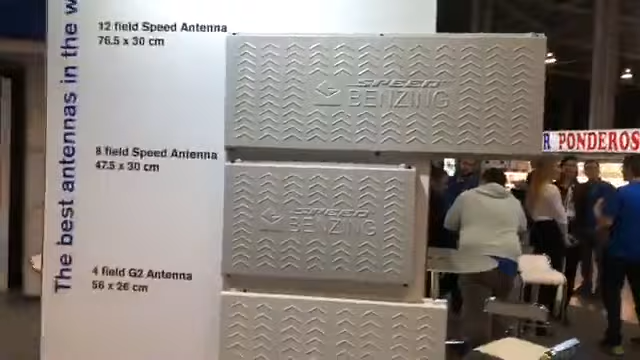 The best antennas in the w
12 field Speed Antenna
76.5 x 30 cm
SPEED
BENZING
8 field Speed Antenna
47.5 x 30 cm
SPEED
BENZING
4 field G2 Antenna
56 x 26 cm
R PONDEROS